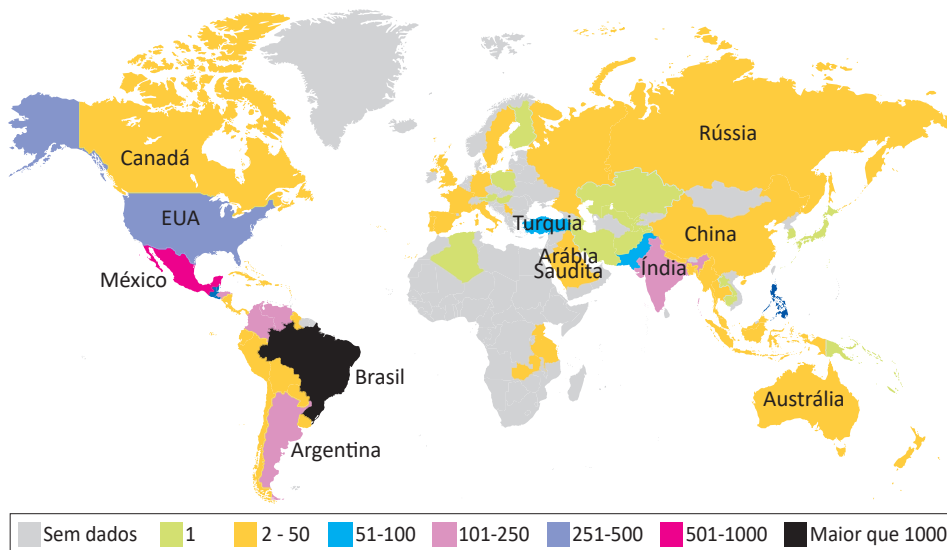 Canadá
Rússia
EUA
Turquia
China
México
Arábia
Saudita
Índia
Brasil
Austrália
Argentina
Sem dados 1 2 - 50 51-100 101-250 251-500 501-1000 Maior que 1000